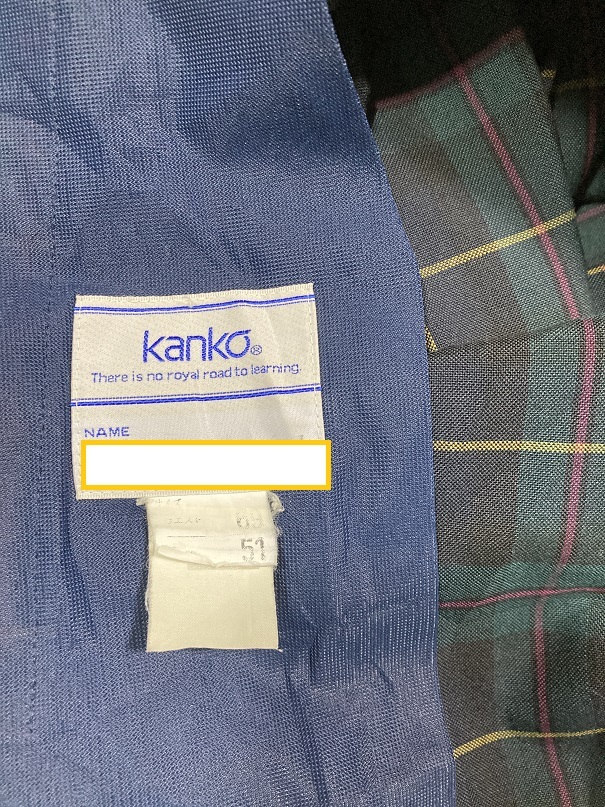 kanko®
There is no royal road to learning.
NAME
51